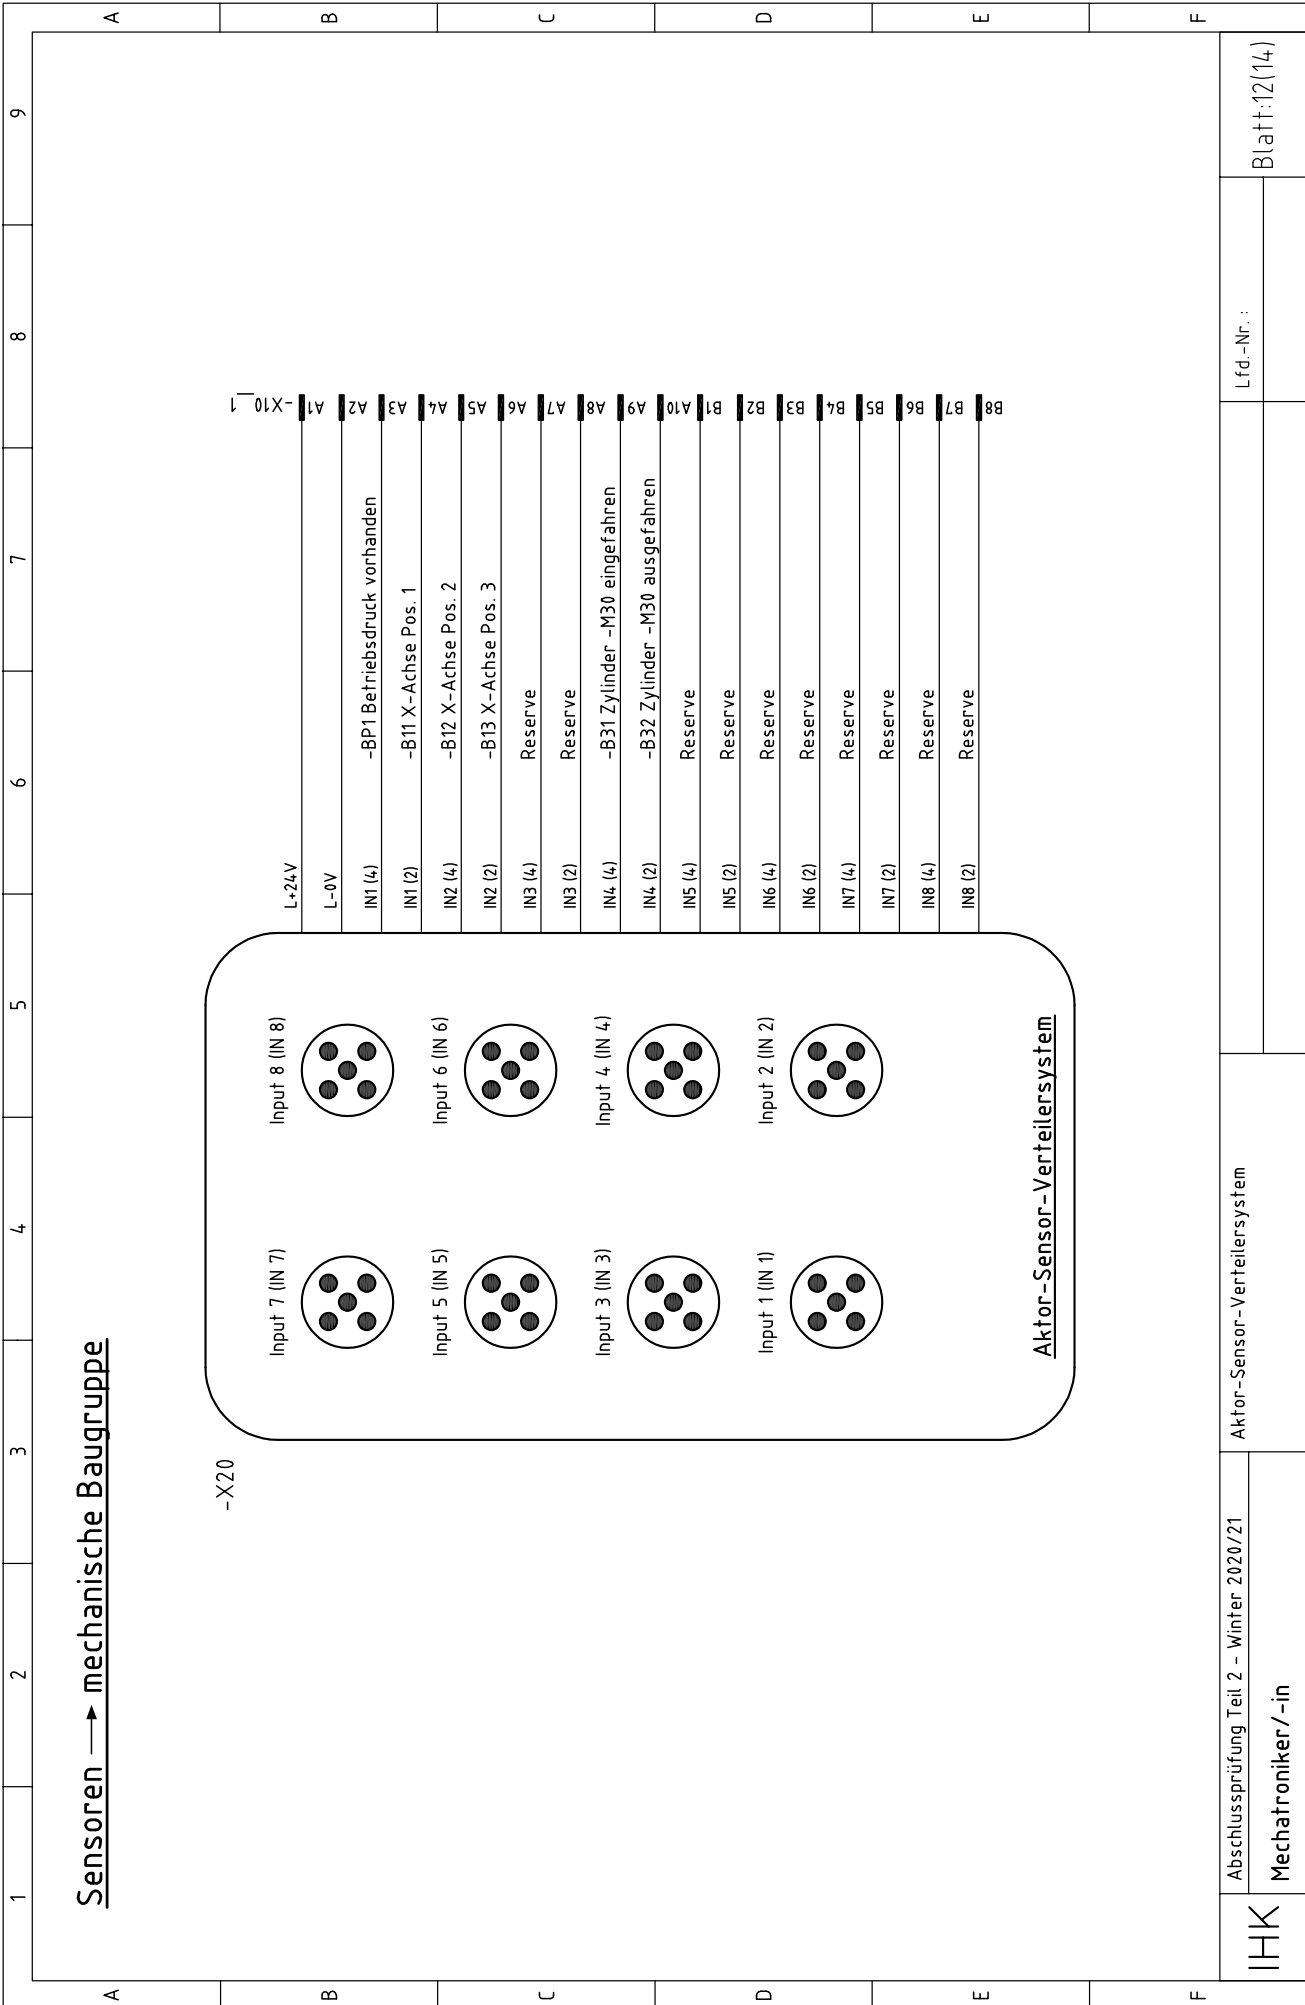 1 2 3 4 5 6 7 8 9
A A
B B
C C
D D
E E
F F
Sensoren → mechanische Baugruppe
-X20
Input 7 (IN 7)
Input 8 (IN 8)
Input 5 (IN 5)
Input 6 (IN 6)
Input 3 (IN 3)
Input 4 (IN 4)
Input 1 (IN 1)
Input 2 (IN 2)
Aktor-Sensor-Verteilersystem
-X10_1
L+24V A1
L-0V A2
IN1 (4) -BP1 Betriebsdruck vorhanden A3
IN1 (2) -B11 X-Achse Pos. 1 A4
IN2 (4) -B12 X-Achse Pos. 2 A5
IN2 (2) -B13 X-Achse Pos. 3 A6
IN3 (4) Reserve A7
IN3 (2) Reserve A8
IN4 (4) -B31 Zylinder -M30 eingefahren A9
IN4 (2) -B32 Zylinder -M30 ausgefahren A10
IN5 (4) Reserve B1
IN5 (2) Reserve B2
IN6 (4) Reserve B3
IN6 (2) Reserve B4
IN7 (4) Reserve B5
IN7 (2) Reserve B6
IN8 (4) Reserve B7
IN8 (2) Reserve B8
IHK
Abschlussprüfung Teil 2 - Winter 2020/21
Mechatroniker/-in
Aktor-Sensor-Verteilersystem
Lfd.-Nr. :
Blatt:12(14)